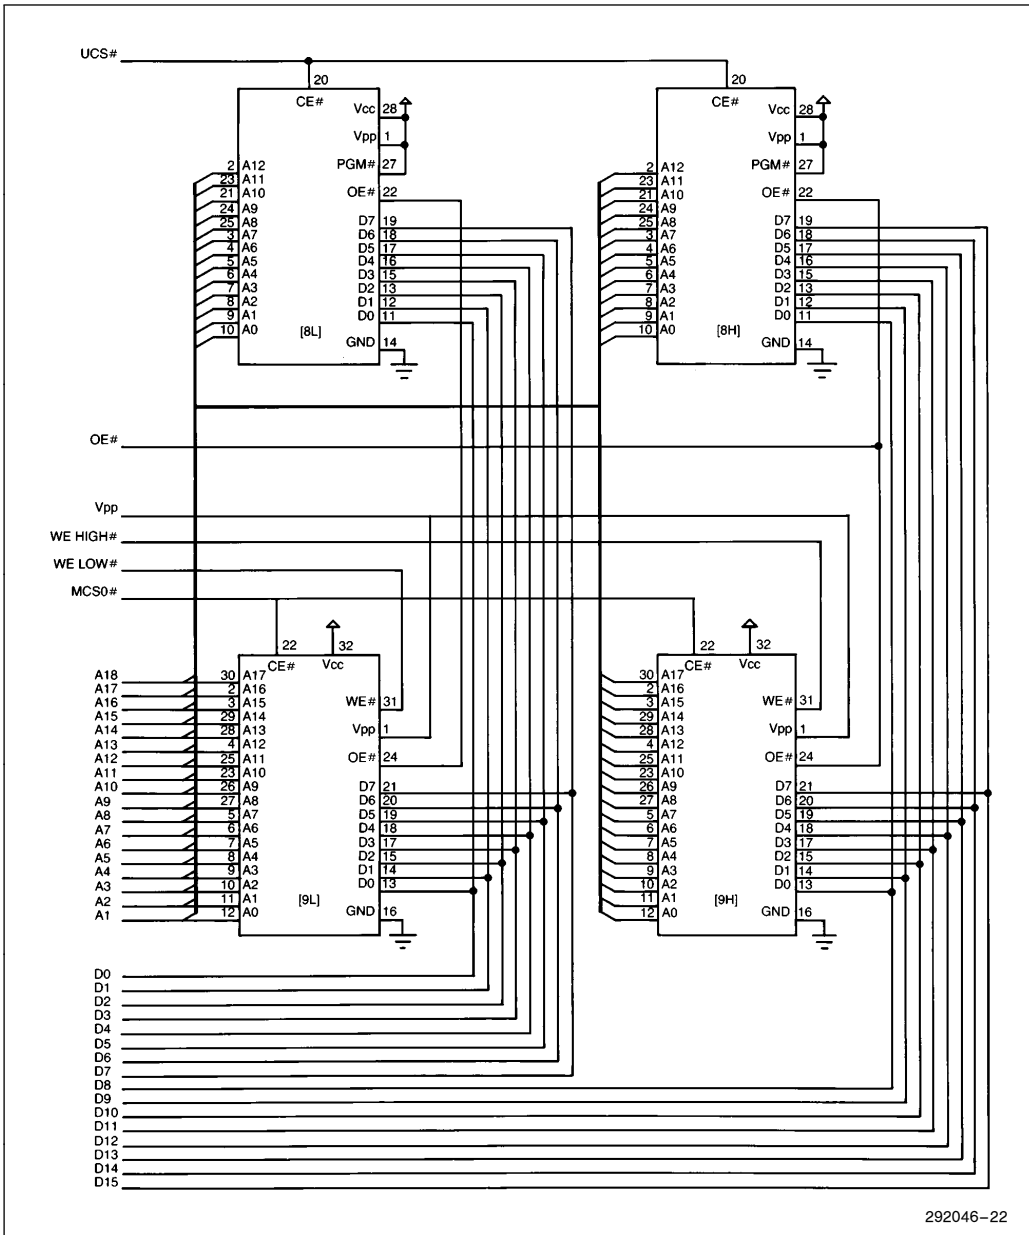 UCS#
20 20
CE# CE#
Vcc 28 Vcc 28
Vpp 1 Vpp 1
2 A12 PGM# 27 2 A12 PGM# 27
23 A11 23 A11
21 A10 OE# 22 21 A10 OE# 22
24 A9 24 A9
25 A8 D7 19 25 A8 D7 19
3 A7 D6 18 3 A7 D6 18
4 A6 D5 17 4 A6 D5 17
5 A5 D4 16 5 A5 D4 16
6 A4 D3 15 6 A4 D3 15
7 A3 D2 13 7 A3 D2 13
8 A2 D1 12 8 A2 D1 12
9 A1 D0 11 9 A1 D0 11
10 A0 [8L] 10 A0 [8H]
GND 14 GND 14
OE#
Vpp
WE HIGH#
WE LOW#
MCS0#
22 32 22 32
CE# Vcc CE# Vcc
A18 30 A17 30 A17
A17 2 A16 2 A16
A16 3 A15 WE# 31 3 A15 WE# 31
A15 29 A14 29 A14
A14 28 A13 Vpp 1 28 A13 Vpp 1
A13 4 A12 4 A12
A12 25 A11 OE# 24 25 A11 OE# 24
A11 23 A10 23 A10
A10 26 A9 D7 21 26 A9 D7 21
A9 27 A8 D6 20 27 A8 D6 20
A8 5 A7 D5 19 5 A7 D5 19
A7 6 A6 D4 18 6 A6 D4 18
A6 7 A5 D3 17 7 A5 D3 17
A5 8 A4 D2 15 8 A4 D2 15
A4 9 A3 D1 14 9 A3 D1 14
A3 10 A2 D0 13 10 A2 D0 13
A2 11 A1 [9L] 11 A1 [9H]
A1 12 A0 GND 16 12 A0 GND 16
D0
D1
D2
D3
D4
D5
D6
D7
D8
D9
D10
D11
D12
D13
D14
D15
292046-22